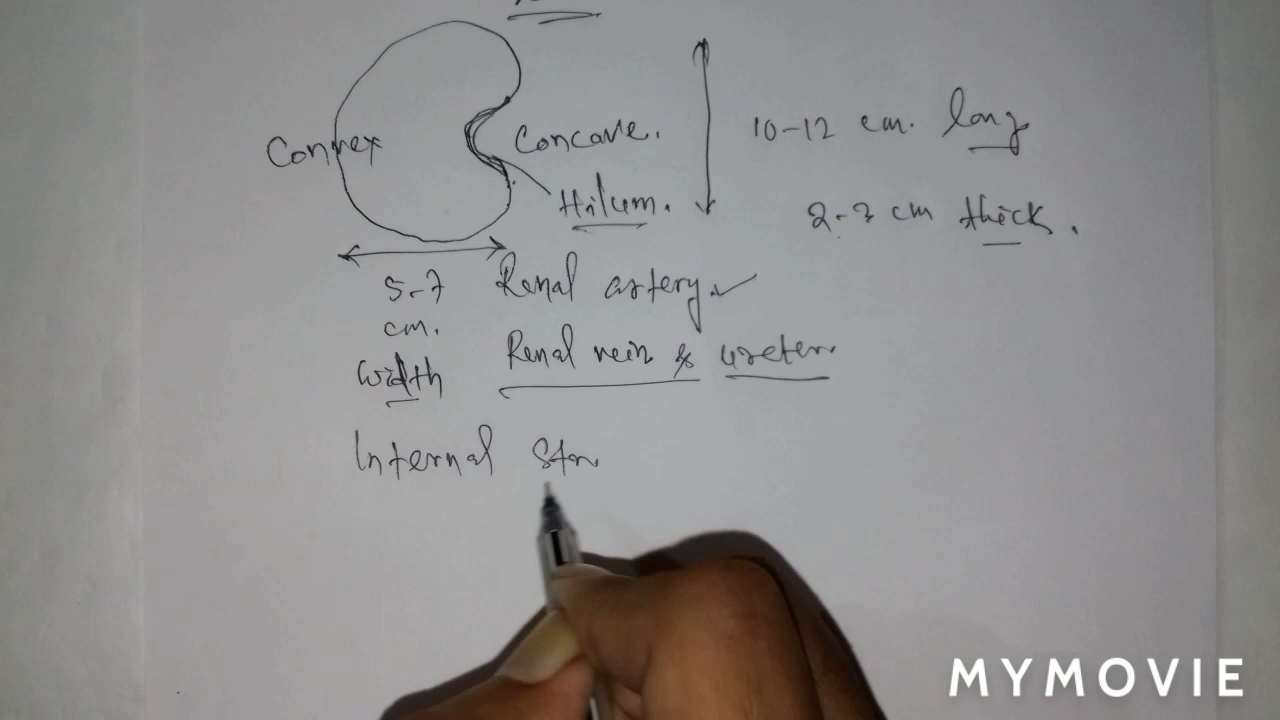 Convex
Concave.
Hilum.
10-12 cm. long
2-3 cm thick.
5-7
cm.
width
Renal artery ✓
Renal vein & ureter.
Internal Str
MYMOVIE